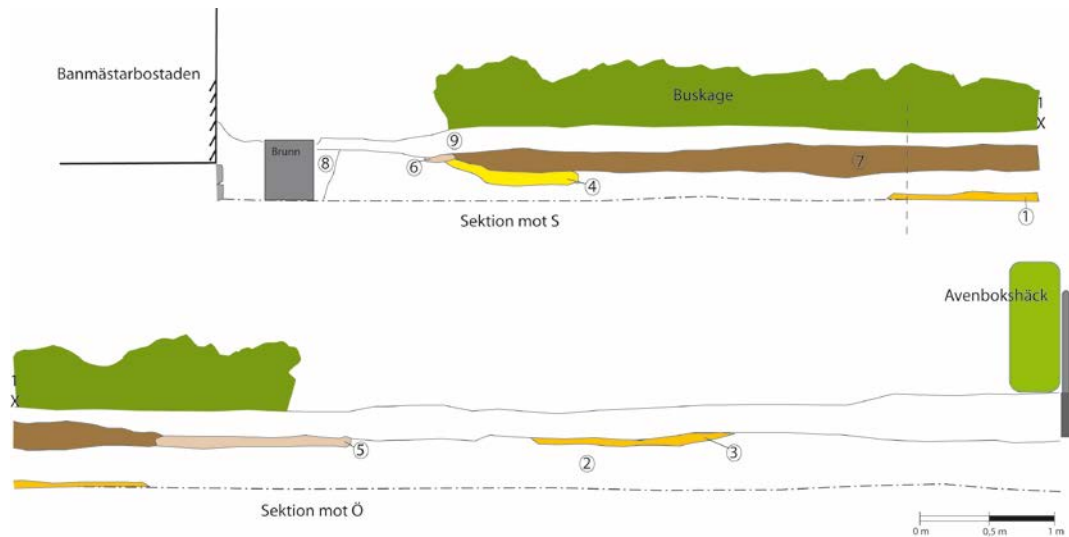 Banmästarbostaden
Buskage
1
X
Brunn
⑨
⑧
⑥
⑦
④
①
Sektion mot S
Avenbokshäck
1
X
⑤
②
③
Sektion mot Ö
0 m 0,5 m 1 m